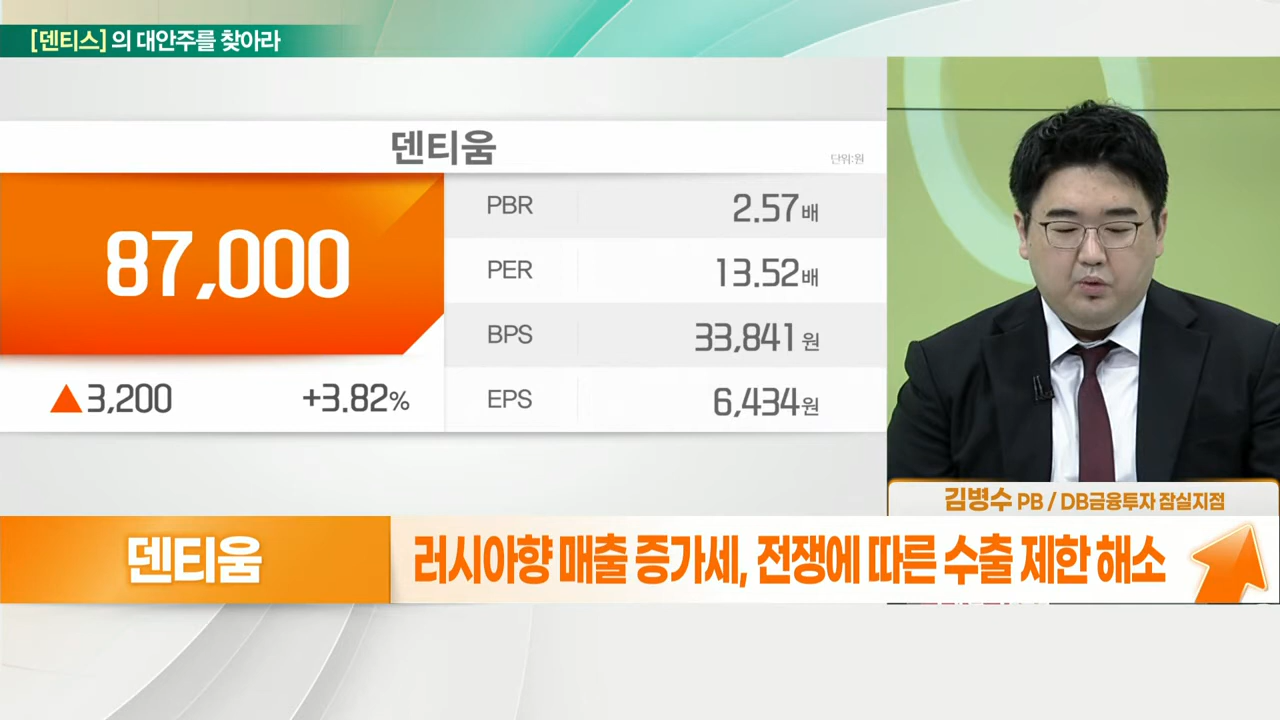 [덴티스]의 대안주를 찾아라
덴티움
단위:원
87,000
▲3,200 +3.82%
PBR 2.57배
PER 13.52배
BPS 33,841원
EPS 6,434원
김병수 PB / DB금융투자 잠실지점
덴티움
러시아향 매출 증가세, 전쟁에 따른 수출 제한 해소